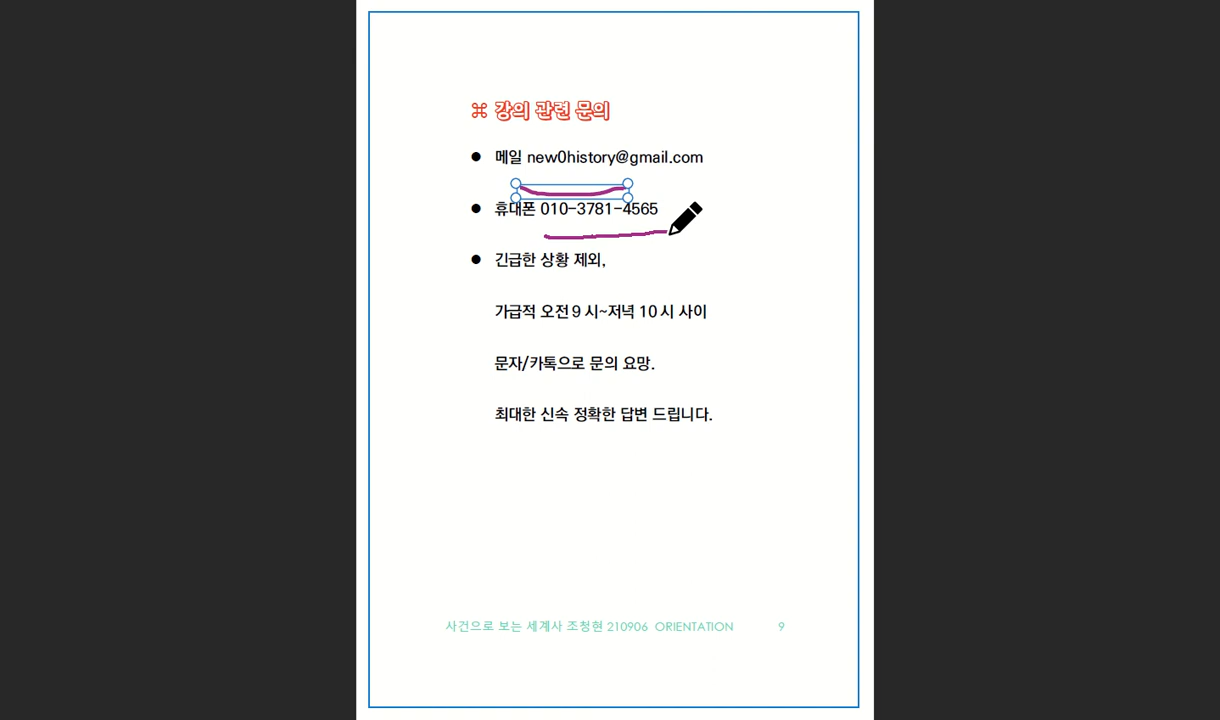 ⌘ 강의 관련 문의
● 메일 new0history@gmail.com
● 휴대폰 010-3781-4565
● 긴급한 상황 제외,
가급적 오전 9 시~저녁 10 시 사이
문자/카톡으로 문의 요망.
최대한 신속 정확한 답변 드립니다.
사건으로 보는 세계사 조청현 210906 ORIENTATION 9